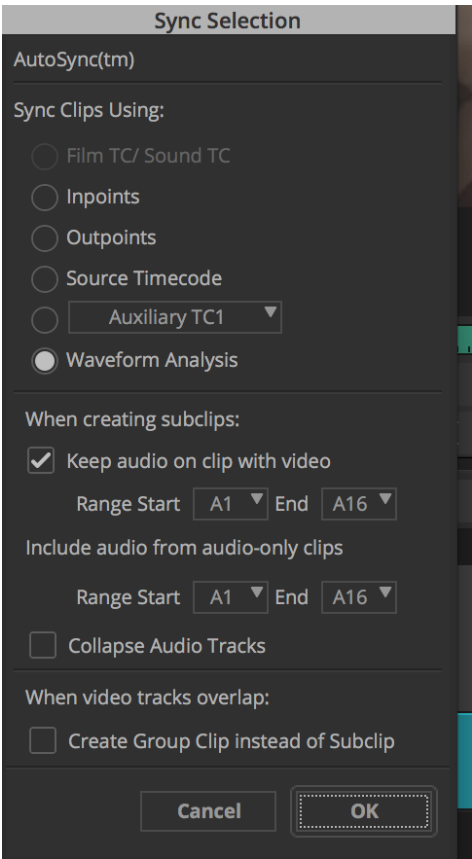 Sync Selection
AutoSync(tm)
Sync Clips Using:
Film TC/ Sound TC
Inpoints
Outpoints
Source Timecode
Auxiliary TC1
Waveform Analysis
When creating subclips:
Keep audio on clip with video
Range Start A1 End A16
Include audio from audio-only clips
Range Start A1 End A16
Collapse Audio Tracks
When video tracks overlap:
Create Group Clip instead of Subclip
Cancel OK